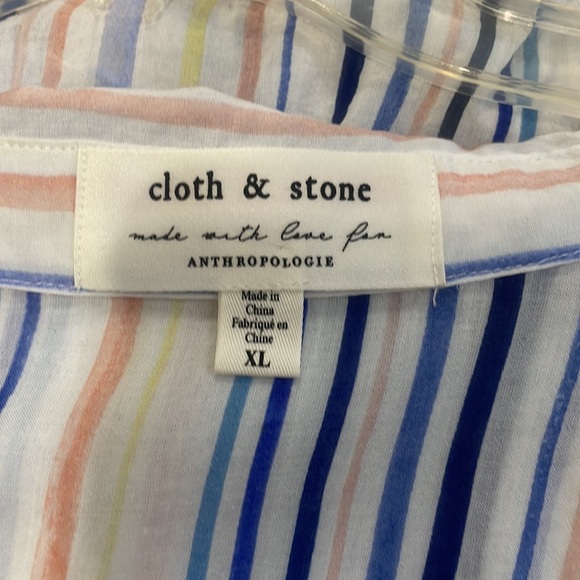 cloth & stone
made with love for
ANTHROPOLOGIE
Made in
China
Fabriqué en
Chine
XL